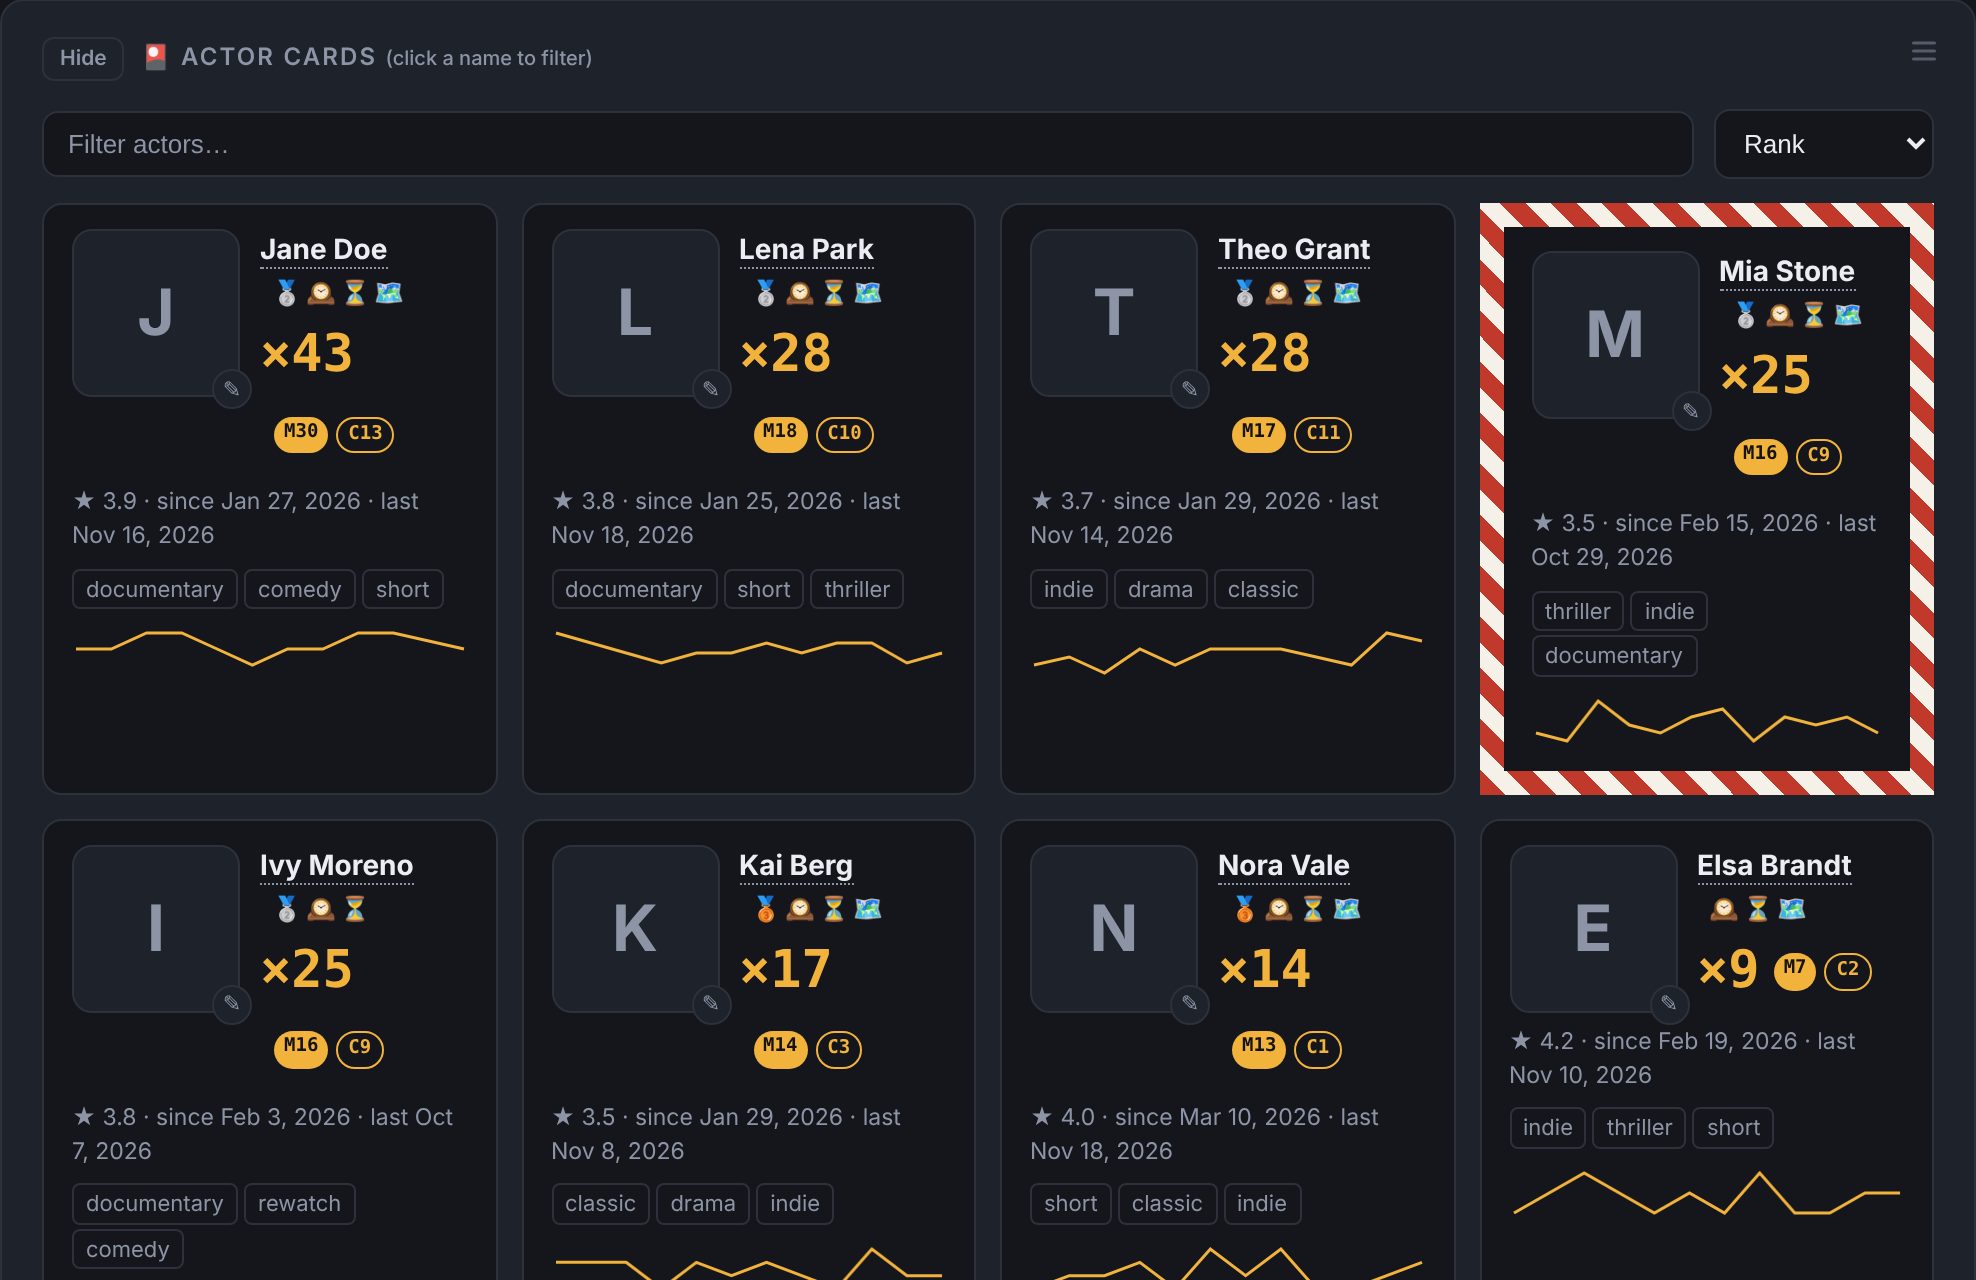 Hide ACTOR CARDS (click a name to filter)
Filter actors… Rank
J
Jane Doe
×43
M30 C13
★ 3.9 · since Jan 27, 2026 · last
Nov 16, 2026
documentary comedy short
L
Lena Park
×28
M18 C10
★ 3.8 · since Jan 25, 2026 · last
Nov 18, 2026
documentary short thriller
T
Theo Grant
×28
M17 C11
★ 3.7 · since Jan 29, 2026 · last
Nov 14, 2026
indie drama classic
M
Mia Stone
×25
M16 C9
★ 3.5 · since Feb 15, 2026 · last
Oct 29, 2026
thriller indie
documentary
I
Ivy Moreno
×25
M16 C9
★ 3.8 · since Feb 3, 2026 · last Oct
7, 2026
documentary rewatch
comedy
K
Kai Berg
×17
M14 C3
★ 3.5 · since Jan 29, 2026 · last
Nov 8, 2026
classic drama indie
N
Nora Vale
×14
M13 C1
★ 4.0 · since Mar 10, 2026 · last
Nov 18, 2026
short classic indie
E
Elsa Brandt
×9 M7 C2
★ 4.2 · since Feb 19, 2026 · last
Nov 10, 2026
indie thriller short